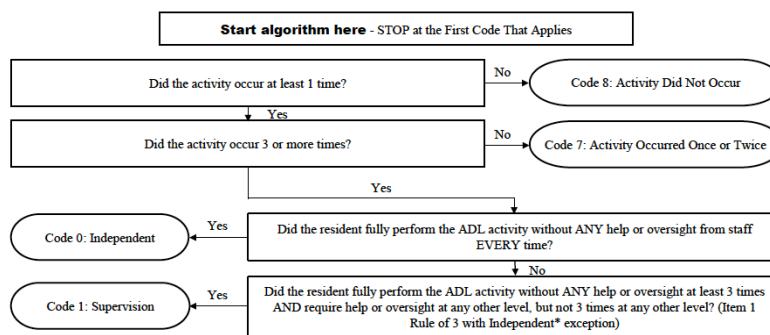 Start algorithm here - STOP at the First Code That Applies
Did the activity occur at least 1 time?
No
Code 8: Activity Did Not Occur
Yes
Did the activity occur 3 or more times?
No
Code 7: Activity Occurred Once or Twice
Yes
Code 0: Independent
Yes
Did the resident fully perform the ADL activity without ANY help or oversight from staff
EVERY time?
No
Code 1: Supervision
Yes
Did the resident fully perform the ADL activity without ANY help or oversight at least 3 times
AND require help or oversight at any other level, but not 3 times at any other level? (Item 1
Rule of 3 with Independent* exception)